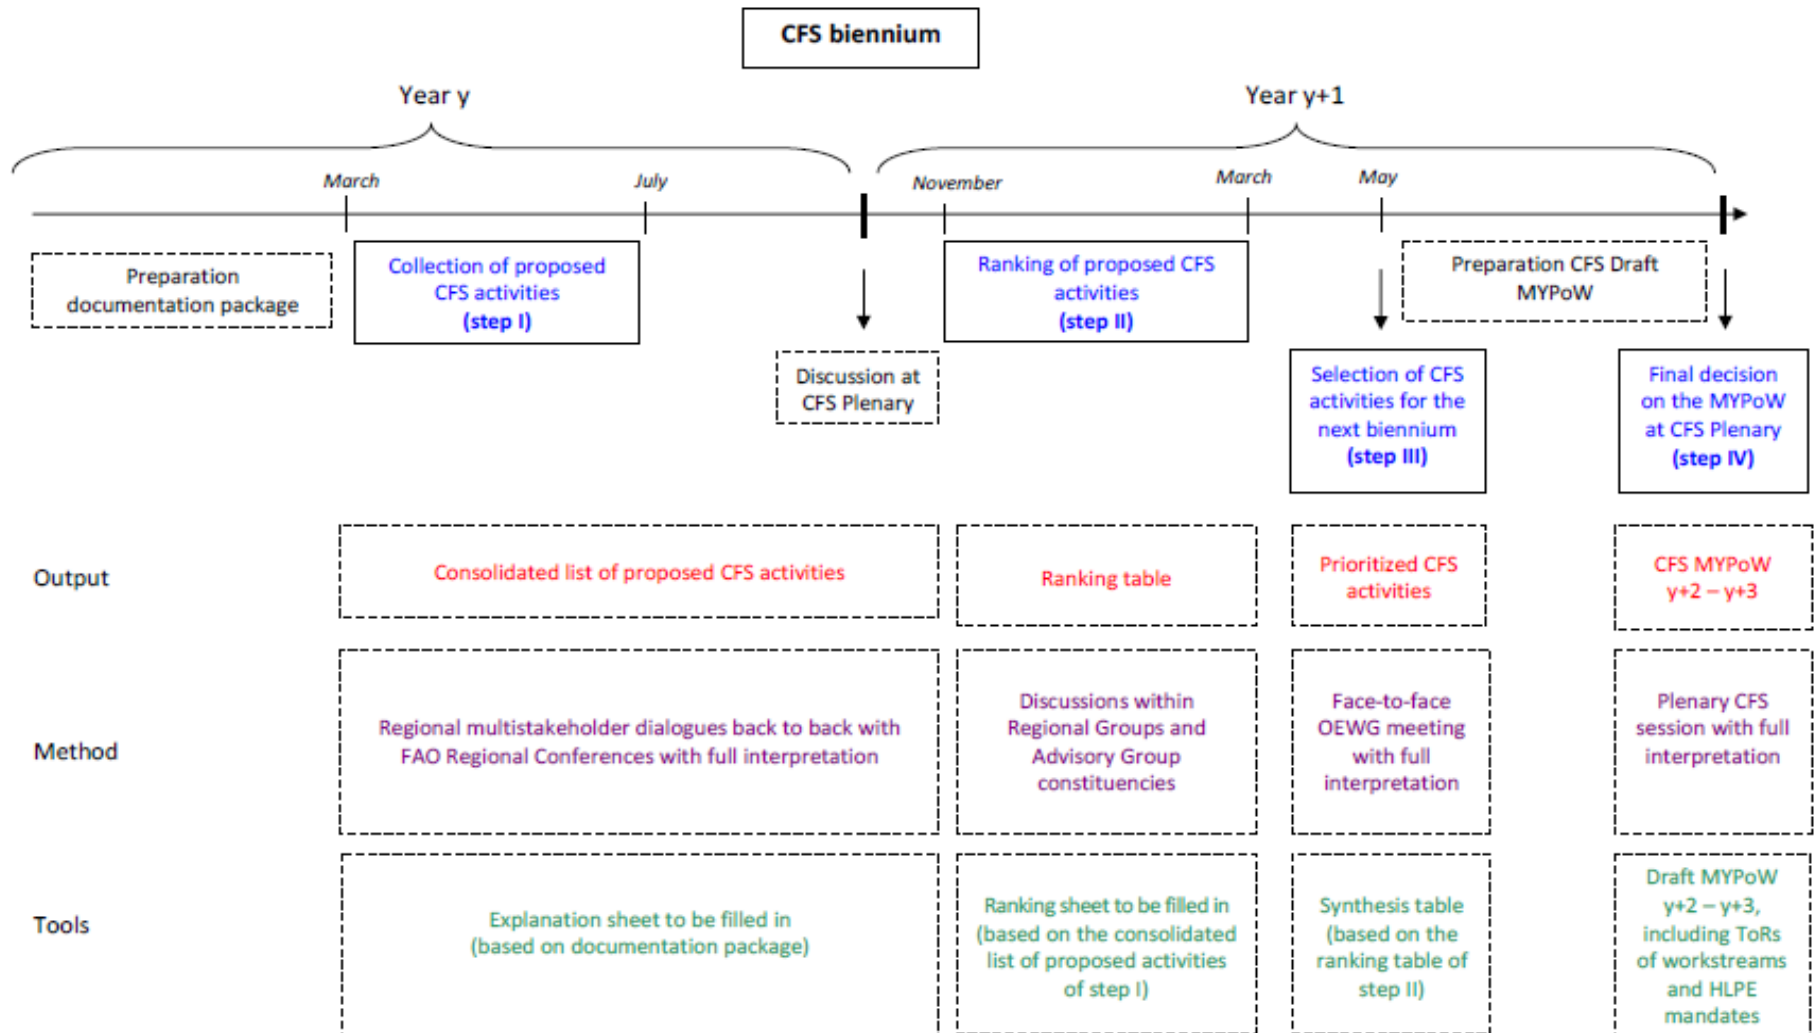 CFS biennium
Year y
Year y+1
March
July
November
March
May
Preparation
documentation package
Collection of proposed
CFS activities
(step I)
Discussion at
CFS Plenary
Ranking of proposed CFS
activities
(step II)
Preparation CFS Draft
MYPoW
Selection of CFS
activities for the
next biennium
(step III)
Final decision
on the MYPoW
at CFS Plenary
(step IV)
Output
Consolidated list of proposed CFS activities
Ranking table
Prioritized CFS
activities
CFS MYPoW
y+2 – y+3
Method
Regional multistakeholder dialogues back to back with
FAO Regional Conferences with full interpretation
Discussions within
Regional Groups and
Advisory Group
constituencies
Face-to-face
OEWG meeting
with full
interpretation
Plenary CFS
session with full
interpretation
Tools
Explanation sheet to be filled in
(based on documentation package)
Ranking sheet to be filled in
(based on the consolidated
list of proposed activities
of step I)
Synthesis table
(based on the
ranking table of
step II)
Draft MYPoW
y+2 – y+3,
including ToRs
of workstreams
and HLPE
mandates